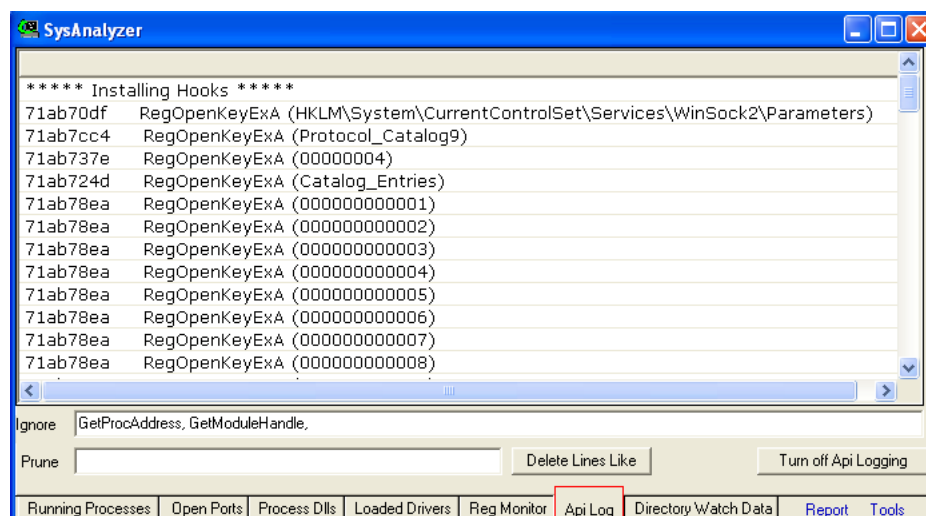 SysAnalyzer
***** Installing Hooks *****
71ab70df RegOpenKeyExA (HKLM\System\CurrentControlSet\Services\WinSock2\Parameters)
71ab7cc4 RegOpenKeyExA (Protocol_Catalog9)
71ab737e RegOpenKeyExA (00000004)
71ab724d RegOpenKeyExA (Catalog_Entries)
71ab78ea RegOpenKeyExA (000000000001)
71ab78ea RegOpenKeyExA (000000000002)
71ab78ea RegOpenKeyExA (000000000003)
71ab78ea RegOpenKeyExA (000000000004)
71ab78ea RegOpenKeyExA (000000000005)
71ab78ea RegOpenKeyExA (000000000006)
71ab78ea RegOpenKeyExA (000000000007)
71ab78ea RegOpenKeyExA (000000000008)
Ignore GetProcAddress, GetModuleHandle,
Prune Delete Lines Like Turn off Api Logging
Running Processes Open Ports Process Dlls Loaded Drivers Reg Monitor Api Log Directory Watch Data Report Tools